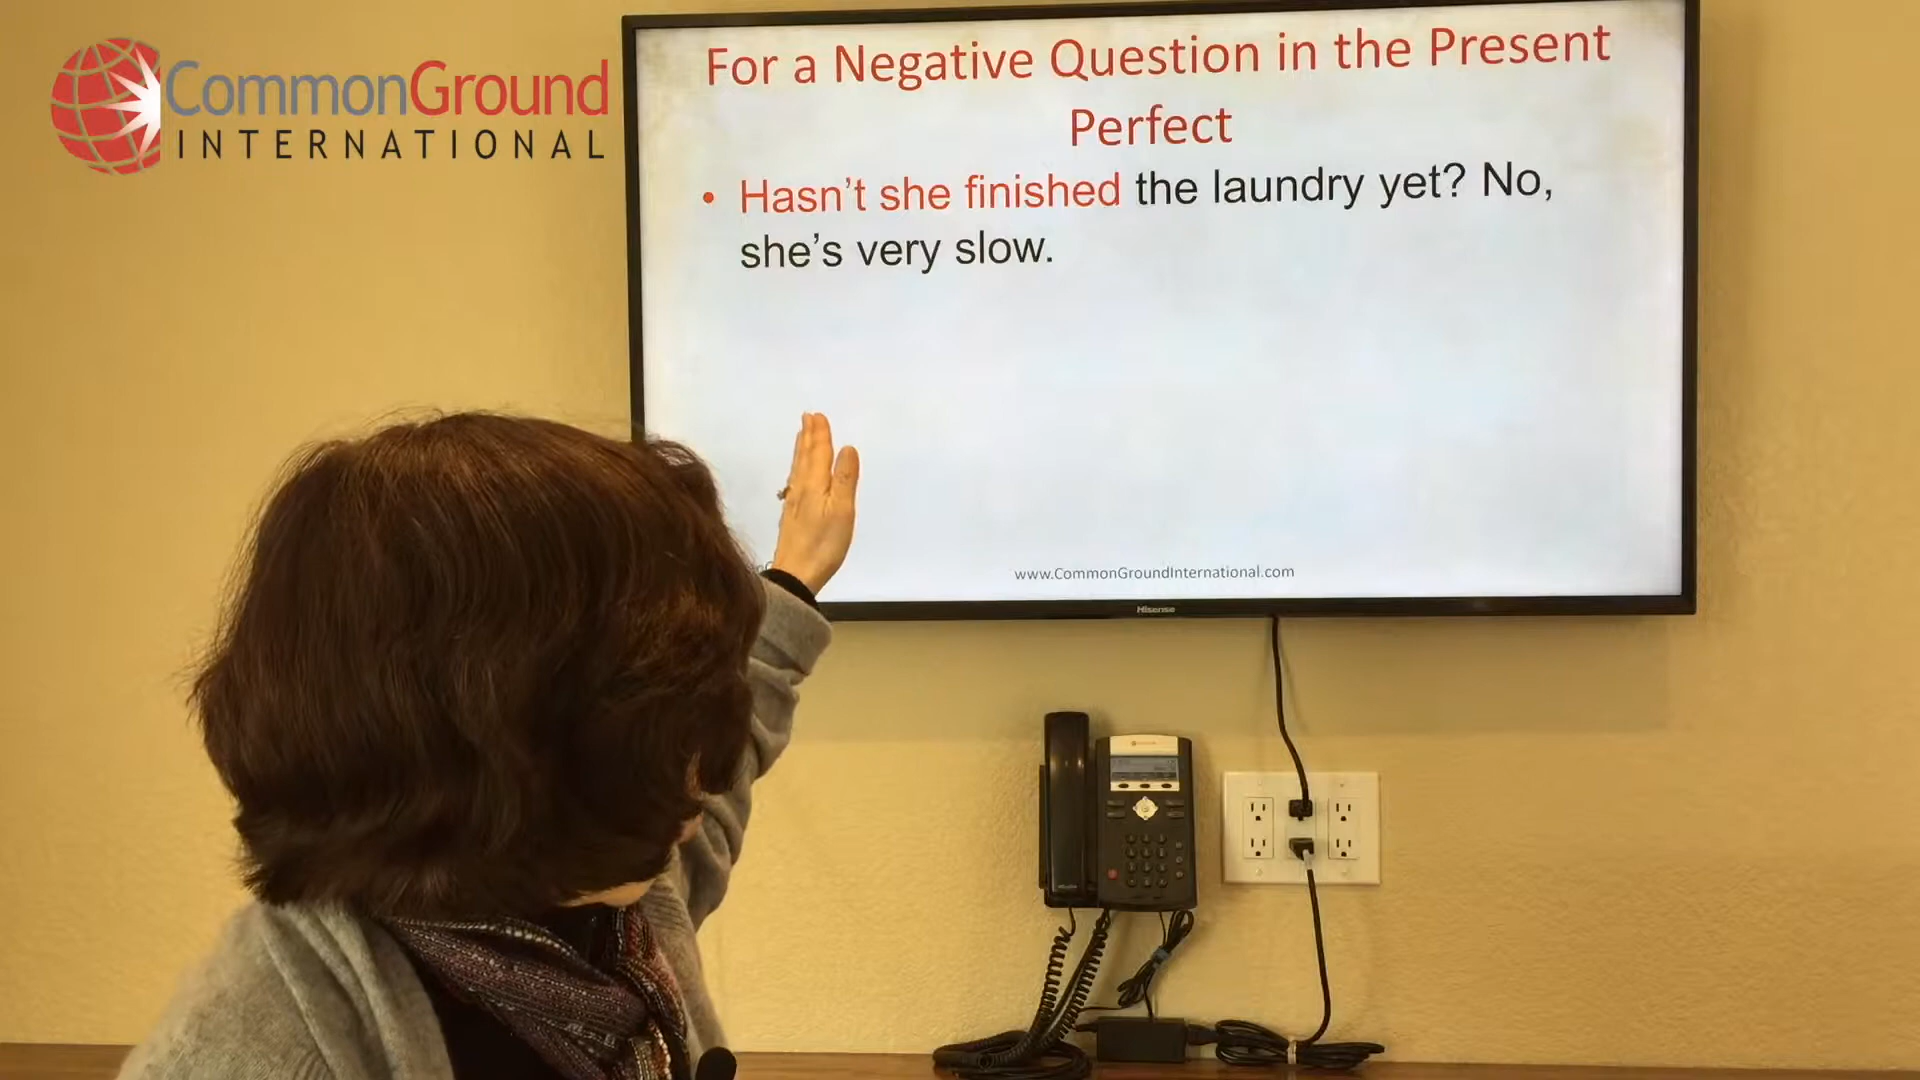 CommonGround
INTERNATIONAL
For a Negative Question in the Present
Perfect
• Hasn't she finished the laundry yet? No,
she's very slow.
www.CommonGroundInternational.com
Hisense